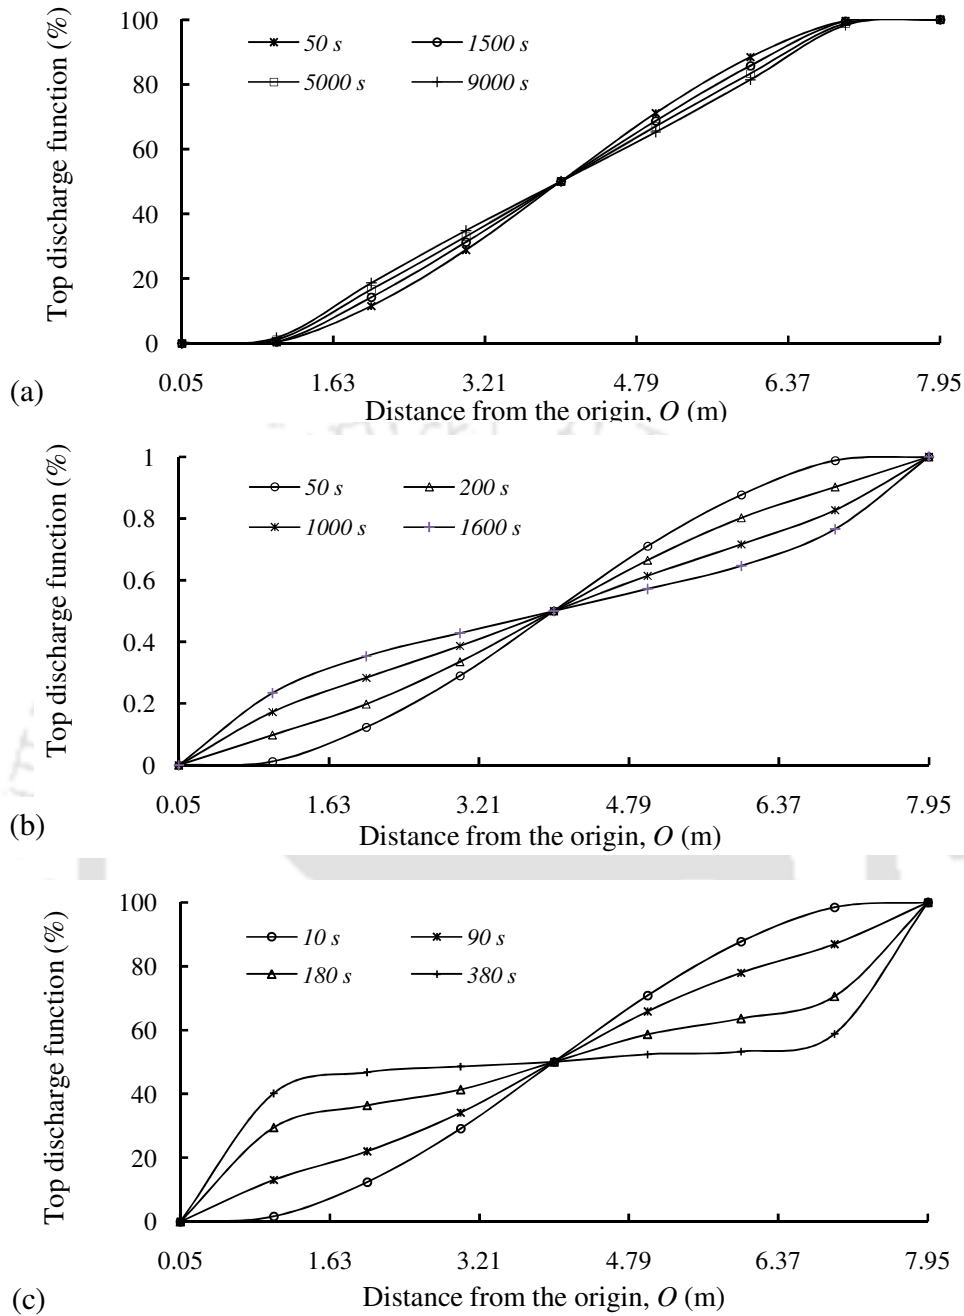 Top discharge function (%)
100
80
60
40
20
0
50 s
1500 s
5000 s
9000 s
0.05 1.63 3.21 4.79 6.37 7.95
Distance from the origin, O (m)
(a)
Top discharge function (%)
1
0.8
0.6
0.4
0.2
0
50 s
200 s
1000 s
1600 s
0.05 1.63 3.21 4.79 6.37 7.95
Distance from the origin, O (m)
(b)
Top discharge function (%)
100
80
60
40
20
0
10 s
90 s
180 s
380 s
0.05 1.63 3.21 4.79 6.37 7.95
Distance from the origin, O (m)
(c)